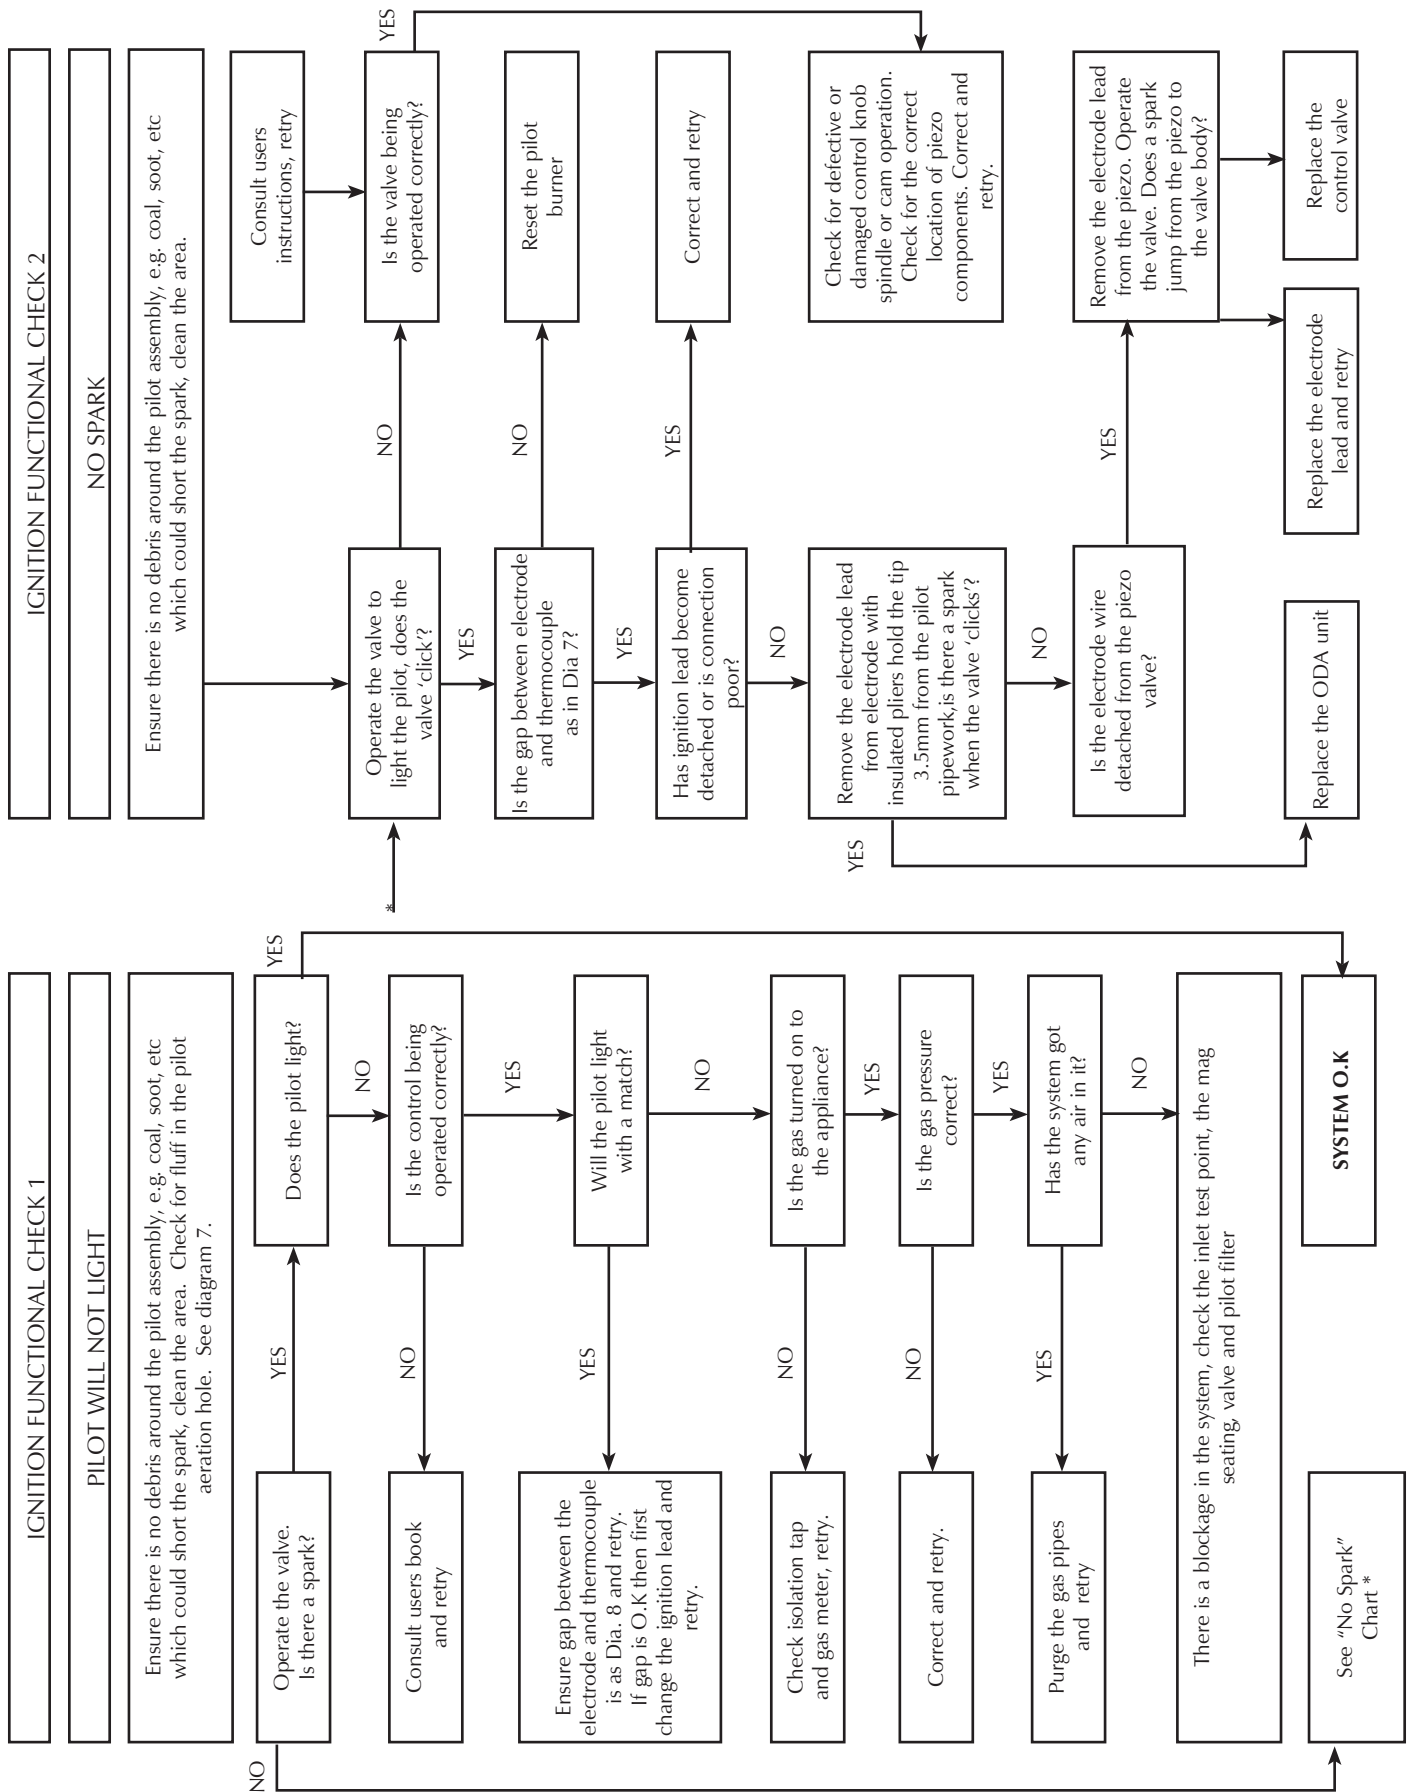 IGNITION FUNCTIONAL CHECK 1
PILOT WILL NOT LIGHT
Ensure there is no debris around the pilot assembly, e.g. coal, soot, etc
which could short the spark, clean the area. Check for fluff in the pilot
aeration hole. See diagram 7.
Operate the valve.
Is there a spark?
YES
NO
Does the pilot light?
YES
NO
Is the control being
operated correctly?
NO
Consult users book
and retry
YES
Will the pilot light
with a match?
YES
Ensure gap between the
electrode and thermocouple
is as Dia. 8 and retry.
If gap is O.K then first
change the ignition lead and
retry.
NO
Is the gas turned on to
the appliance?
NO
Check isolation tap
and gas meter, retry.
YES
Is the gas pressure
correct?
NO
Correct and retry.
YES
Has the system got
any air in it?
YES
Purge the gas pipes
and retry
NO
There is a blockage in the system, check the inlet test point, the mag
seating, valve and pilot filter
See "No Spark"
Chart *
SYSTEM O.K
IGNITION FUNCTIONAL CHECK 2
NO SPARK
Ensure there is no debris around the pilot assembly, e.g. coal, soot, etc
which could short the spark, clean the area.
Consult users
instructions, retry
*
Operate the valve to
light the pilot, does the
valve ‘click’?
NO
Is the valve being
operated correctly?
YES
YES
Is the gap between electrode
and thermocouple
as in Dia 7?
NO
Reset the pilot
burner
YES
Has ignition lead become
detached or is connection
poor?
YES
Correct and retry
NO
Remove the electrode lead
from electrode with
insulated pliers hold the tip
3.5mm from the pilot
pipework,is there a spark
when the valve ‘clicks’?
YES
Check for defective or
damaged control knob
spindle or cam operation.
Check for the correct
location of piezo
components. Correct and
retry.
NO
Is the electrode wire
detached from the piezo
valve?
YES
Remove the electrode lead
from the piezo. Operate
the valve. Does a spark
jump from the piezo to
the valve body?
Replace the ODA unit
Replace the electrode
lead and retry
Replace the
control valve